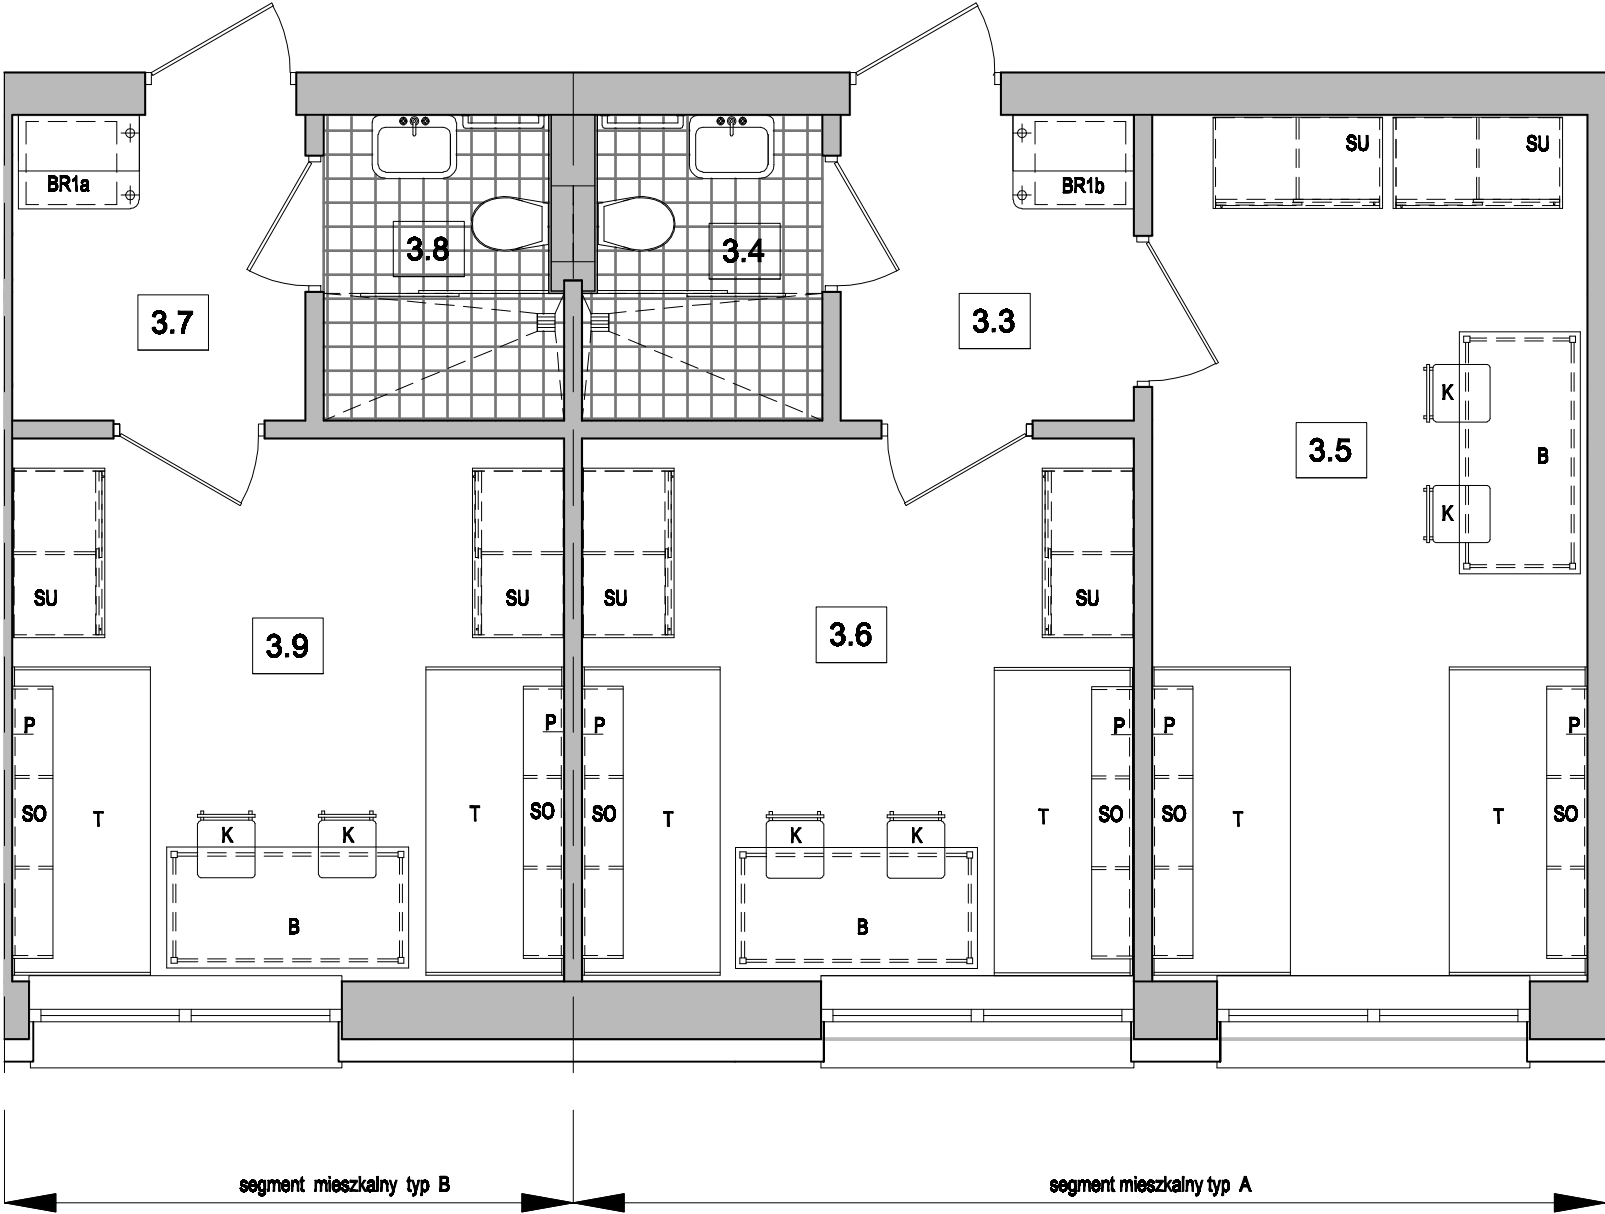 SU SU
BR1a BR1b
3.8 3.4
3.7 3.3
K
3.5
B
K
SU SU SU SU
3.9 3.6
P P P P P P
SO T T SO SO T T SO SO T T SO
K K K K
B B
segment mieszkalny typ B segment mieszkalny typ A